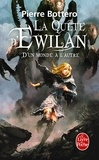 Pierre Bottero
LA QUÊTE
D'EWILAN
D'UN MONDE À L'AUTRE